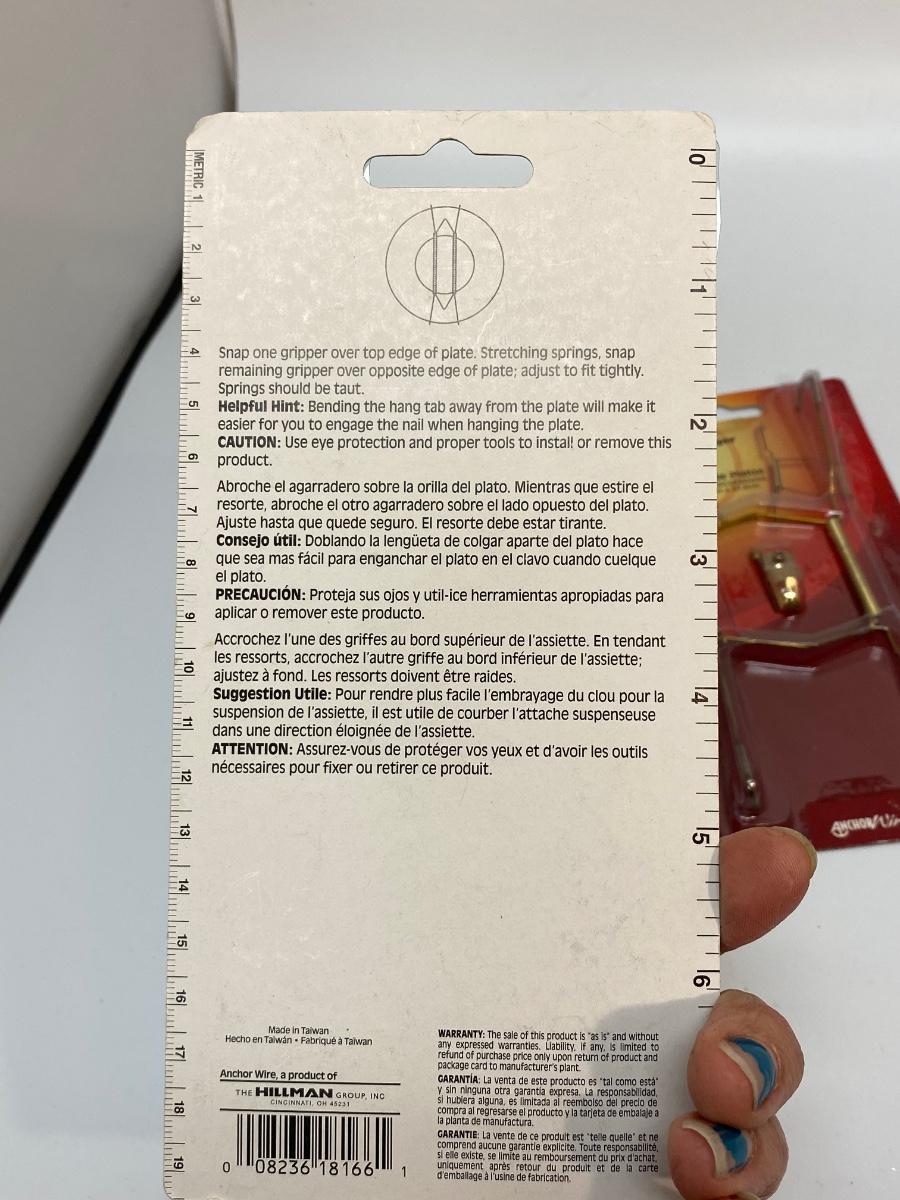 METRIC 1
2
3
4
5
6
7
8
9
10
11
12
13
14
15
16
17
18
19
0
1
2
3
4
5
6
Snap one gripper over top edge of plate. Stretching springs, snap
remaining gripper over opposite edge of plate; adjust to fit tightly.
Springs should be taut.
Helpful Hint: Bending the hang tab away from the plate will make it
easier for you to engage the nail when hanging the plate.
CAUTION: Use eye protection and proper tools to install or remove this
product.
Abroche el agarradero sobre la orilla del plato. Mientras que estire el
resorte, abroche el otro agarradero sobre el lado opuesto del plato.
Ajuste hasta que quede seguro. El resorte debe estar tirante.
Consejo útil: Doblando la lengüeta de colgar aparte del plato hace
que sea mas fácil para enganchar el plato en el clavo cuando cuelque
el plato.
PRECAUCIÓN: Proteja sus ojos y util-ice herramientas apropiadas para
aplicar o remover este producto.
Accrochez l'une des griffes au bord supérieur de l'assiette. En tendant
les ressorts, accrochez l'autre griffe au bord inférieur de l'assiette;
ajustez à fond. Les ressorts doivent être raides.
Suggestion Utile: Pour rendre plus facile l'embrayage du clou pour la
suspension de l'assiette, il est utile de courber l'attache suspenseuse
dans une direction éloignée de l'assiette.
ATTENTION: Assurez-vous de protéger vos yeux et d'avoir les outils
nécessaires pour fixer ou retirer ce produit.
Made in Taiwan
Hecho en Taiwán • Fabriqué à Taiwan
Anchor Wire, a product of
THE HILLMAN GROUP, INC
CINCINNATI, OH 45231
0 08236 18166 1
WARRANTY: The sale of this product is "as is" and without
any expressed warranties. Liability, if any, is limited to
refund of purchase price only upon return of product and
package card to manufacturer's plant.
GARANTÍA: La venta de este producto es "tal como está"
y sin ninguna otra garantía expresa. La responsabilidad,
si hubiera alguna, es limitada al reembolso del precio de
compra al regresarse el producto y la tarjeta de embalaje a
la planta de manufactura.
GARANTIE: La vente de ce produit est "telle quelle" et ne
comprend aucune garantie explicite. Toute responsabilité,
si elle existe, se limite au remboursement du prix d'achat,
uniquement après retour du produit et de la carte
d'emballage à l'usine de fabrication.
ANCHOR